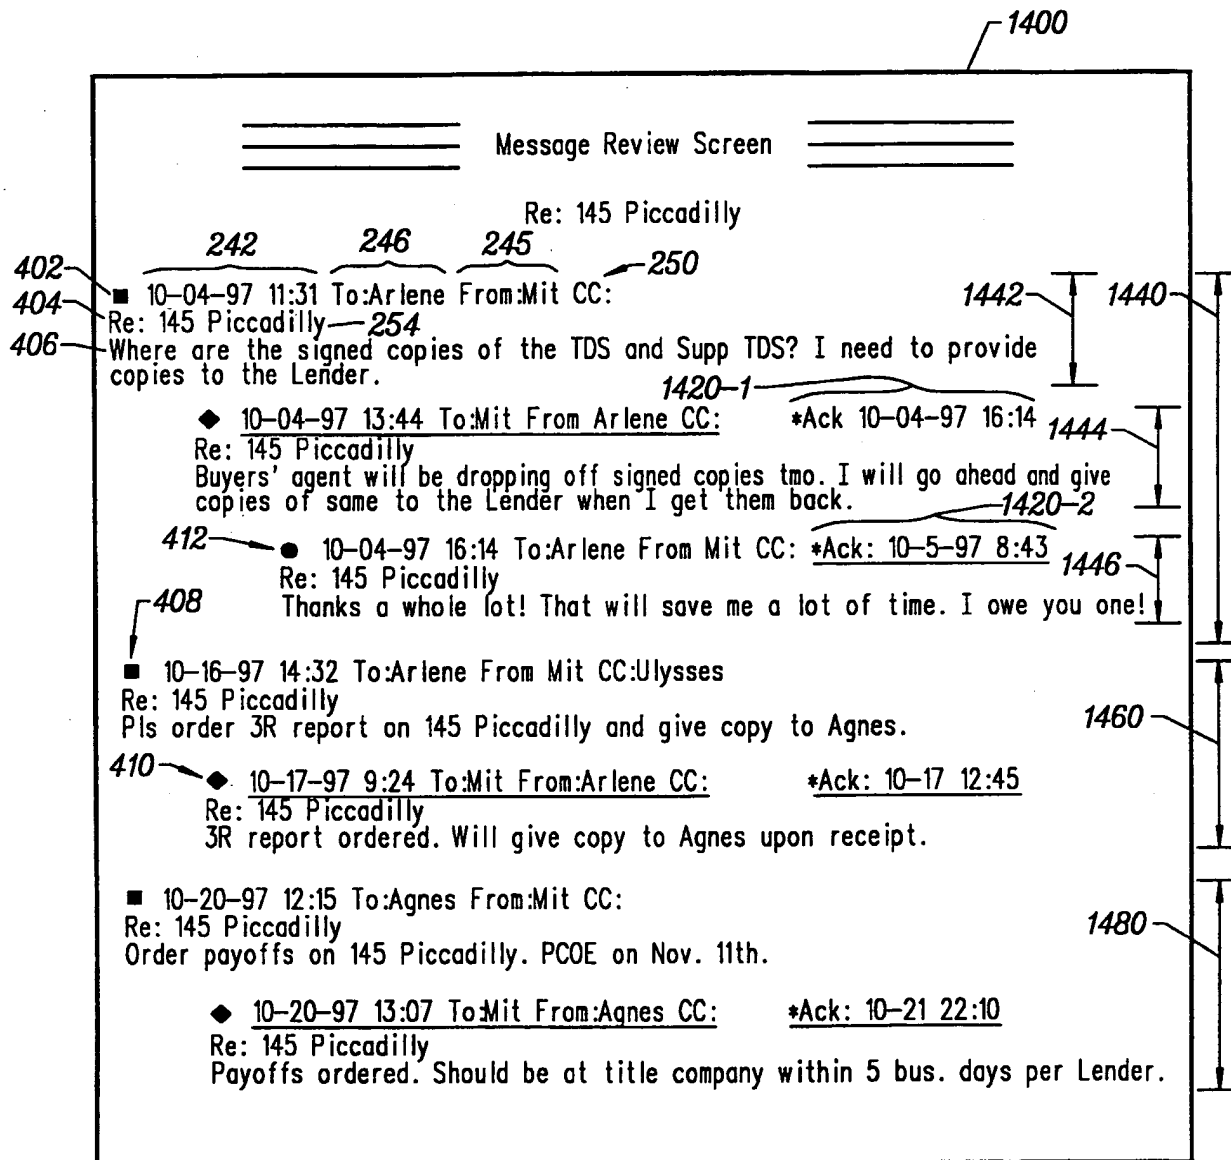 1400
Message Review Screen
Re: 145 Piccadilly
242 246 245
402 250
■ 10-04-97 11:31 To:Arlene From:Mit CC: 1442 1440
404 Re: 145 Piccadilly 254
406 Where are the signed copies of the TDS and Supp TDS? I need to provide
copies to the Lender. 1420-1
◆ 10-04-97 13:44 To:Mit From Arlene CC: *Ack 10-04-97 16:14 1444
Re: 145 Piccadilly
Buyers' agent will be dropping off signed copies tmo. I will go ahead and give
copies of same to the Lender when I get them back. 1420-2
412 ● 10-04-97 16:14 To:Arlene From Mit CC: *Ack: 10-5-97 8:43
Re: 145 Piccadilly 1446
408 Thanks a whole lot! That will save me a lot of time. I owe you one!
■ 10-16-97 14:32 To:Arlene From Mit CC:Ulysses
Re: 145 Piccadilly
Pls order 3R report on 145 Piccadilly and give copy to Agnes. 1460
410 ◆ 10-17-97 9:24 To:Mit From:Arlene CC: *Ack: 10-17 12:45
Re: 145 Piccadilly
3R report ordered. Will give copy to Agnes upon receipt.
■ 10-20-97 12:15 To:Agnes From:Mit CC:
Re: 145 Piccadilly 1480
Order payoffs on 145 Piccadilly. PCOE on Nov. 11th.
◆ 10-20-97 13:07 To:Mit From:Agnes CC: *Ack: 10-21 22:10
Re: 145 Piccadilly
Payoffs ordered. Should be at title company within 5 bus. days per Lender.